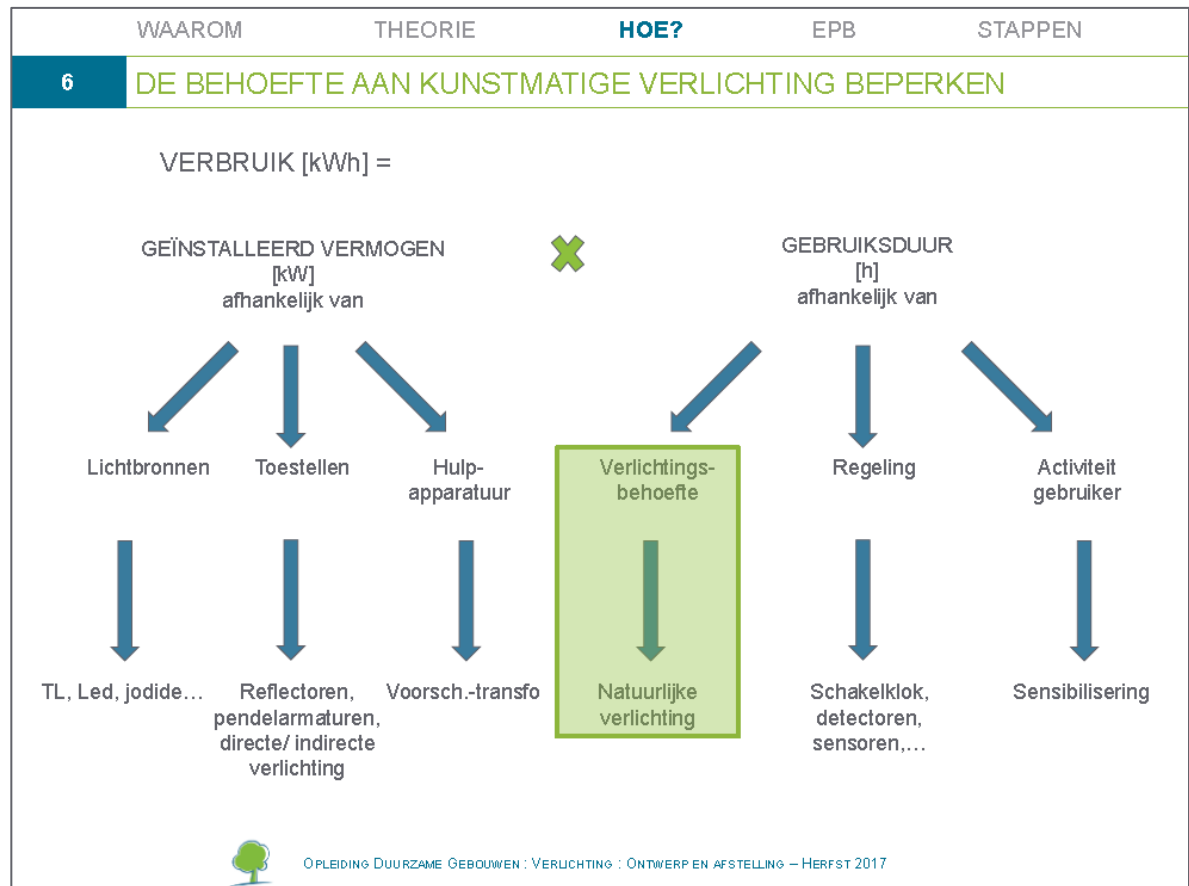 WAAROM THEORIE HOE? EPB STAPPEN
6 DE BEHOEFTE AAN KUNSTMATIGE VERLICHTING BEPERKEN
VERBRUIK [kWh] =
GEÏNSTALLEERD VERMOGEN
[kW]
afhankelijk van
GEBRUIKSDUUR
[h]
afhankelijk van
Lichtbronnen
Toestellen
Hulp-
apparatuur
Verlichtings-
behoefte
Regeling
Activiteit
gebruiker
TL, Led, jodide…
Reflectoren,
pendelarmaturen,
directe/ indirecte
verlichting
Voorsch.-transfo
Natuurlijke
verlichting
Schakelklok,
detectoren,
sensoren,…
Sensibilisering
OPLEIDING DUURZAME GEBOUWEN : VERLICHTING : ONTWERP EN AFSTELLING – HERFST 2017